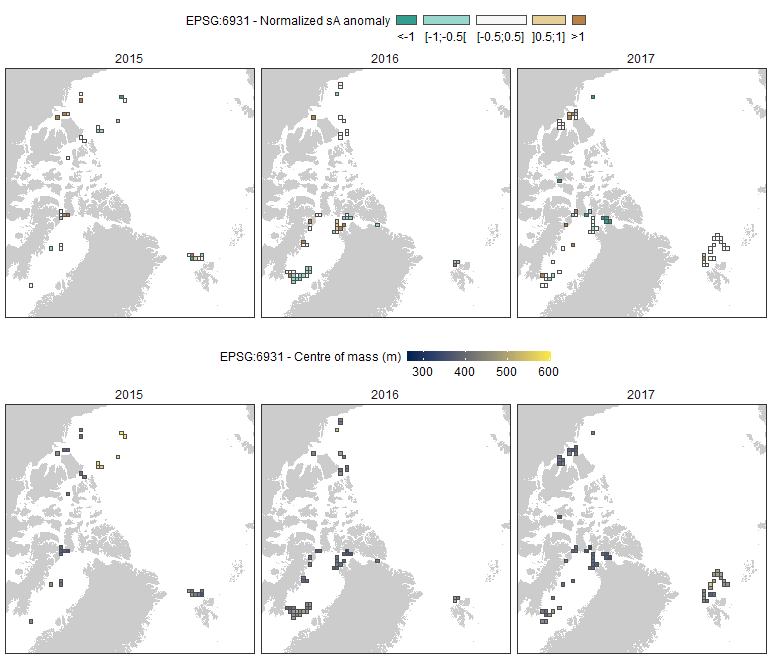 EPSG:6931 - Normalized sA anomaly
<-1 [-1;-0.5[ [-0.5;0.5] ]0.5;1] >1
2015 2016 2017
EPSG:6931 - Centre of mass (m)
300 400 500 600
2015 2016 2017